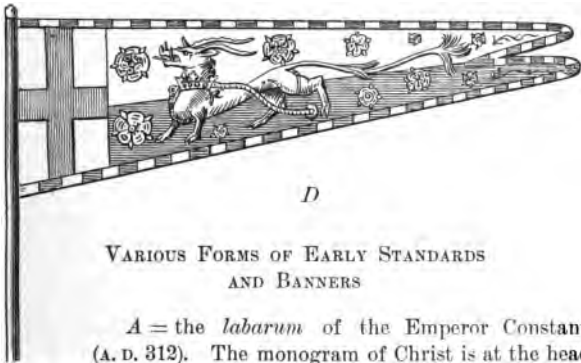 D
VARIOUS FORMS OF EARLY STANDARDS
AND BANNERS
A = the labarum of the Emperor Constan
(A. D. 312). The monogram of Christ is at the head